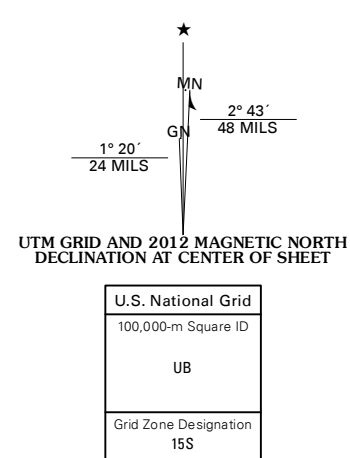 ★
MN
2° 43´
48 MILS
GN
1° 20´
24 MILS
UTM GRID AND 2012 MAGNETIC NORTH
DECLINATION AT CENTER OF SHEET
U.S. National Grid
100,000-m Square ID
UB
Grid Zone Designation
15S